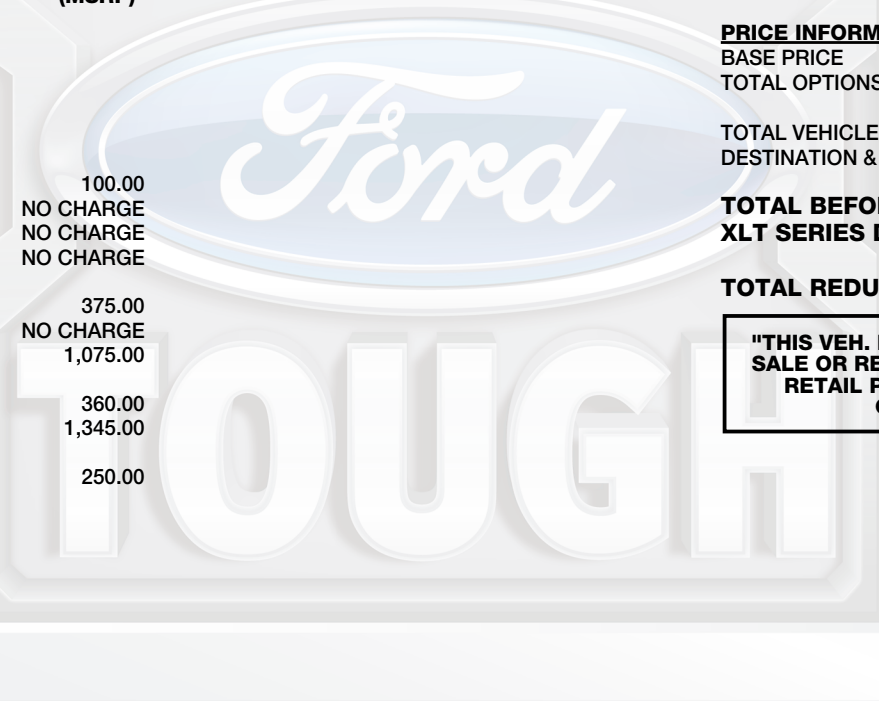 (MSRP)
100.00
NO CHARGE
NO CHARGE
NO CHARGE
375.00
NO CHARGE
1,075.00
360.00
1,345.00
250.00
Ford
TOUGH
PRICE INFORM
BASE PRICE
TOTAL OPTIONS
TOTAL VEHICLE
DESTINATION &
TOTAL BEFO
XLT SERIES
TOTAL REDU
"THIS VEH.
SALE OR RE
RETAIL